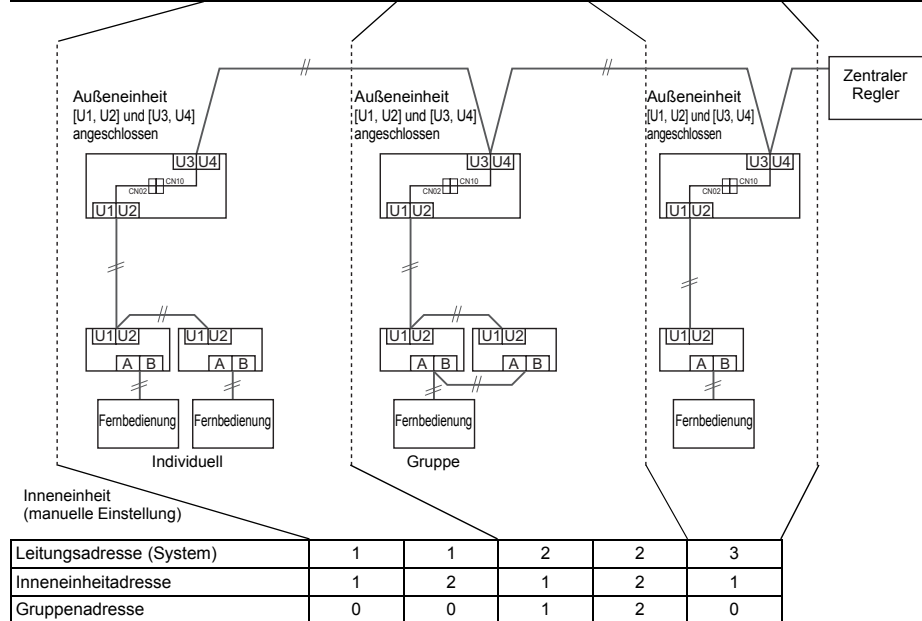 Zentraler
Regler
Außeneinheit
[U1, U2] und [U3, U4]
angeschlossen
Außeneinheit
[U1, U2] und [U3, U4]
angeschlossen
Außeneinheit
[U1, U2] und [U3, U4]
angeschlossen
U3 U4
U3 U4
U3 U4
CN02 CN10
CN02 CN10
CN02 CN10
U1 U2
U1 U2
U1 U2
U1 U2
U1 U2
U1 U2
U1 U2
U1 U2
A B
A B
A B
A B
A B
Fernbedienung
Fernbedienung
Fernbedienung
Fernbedienung
Individuell
Gruppe
Inneneinheit
(manuelle Einstellung)
Leitungsadresse (System) 1 1 2 2 3
Inneneinheitadresse 1 2 1 2 1
Gruppenadresse 0 0 1 2 0